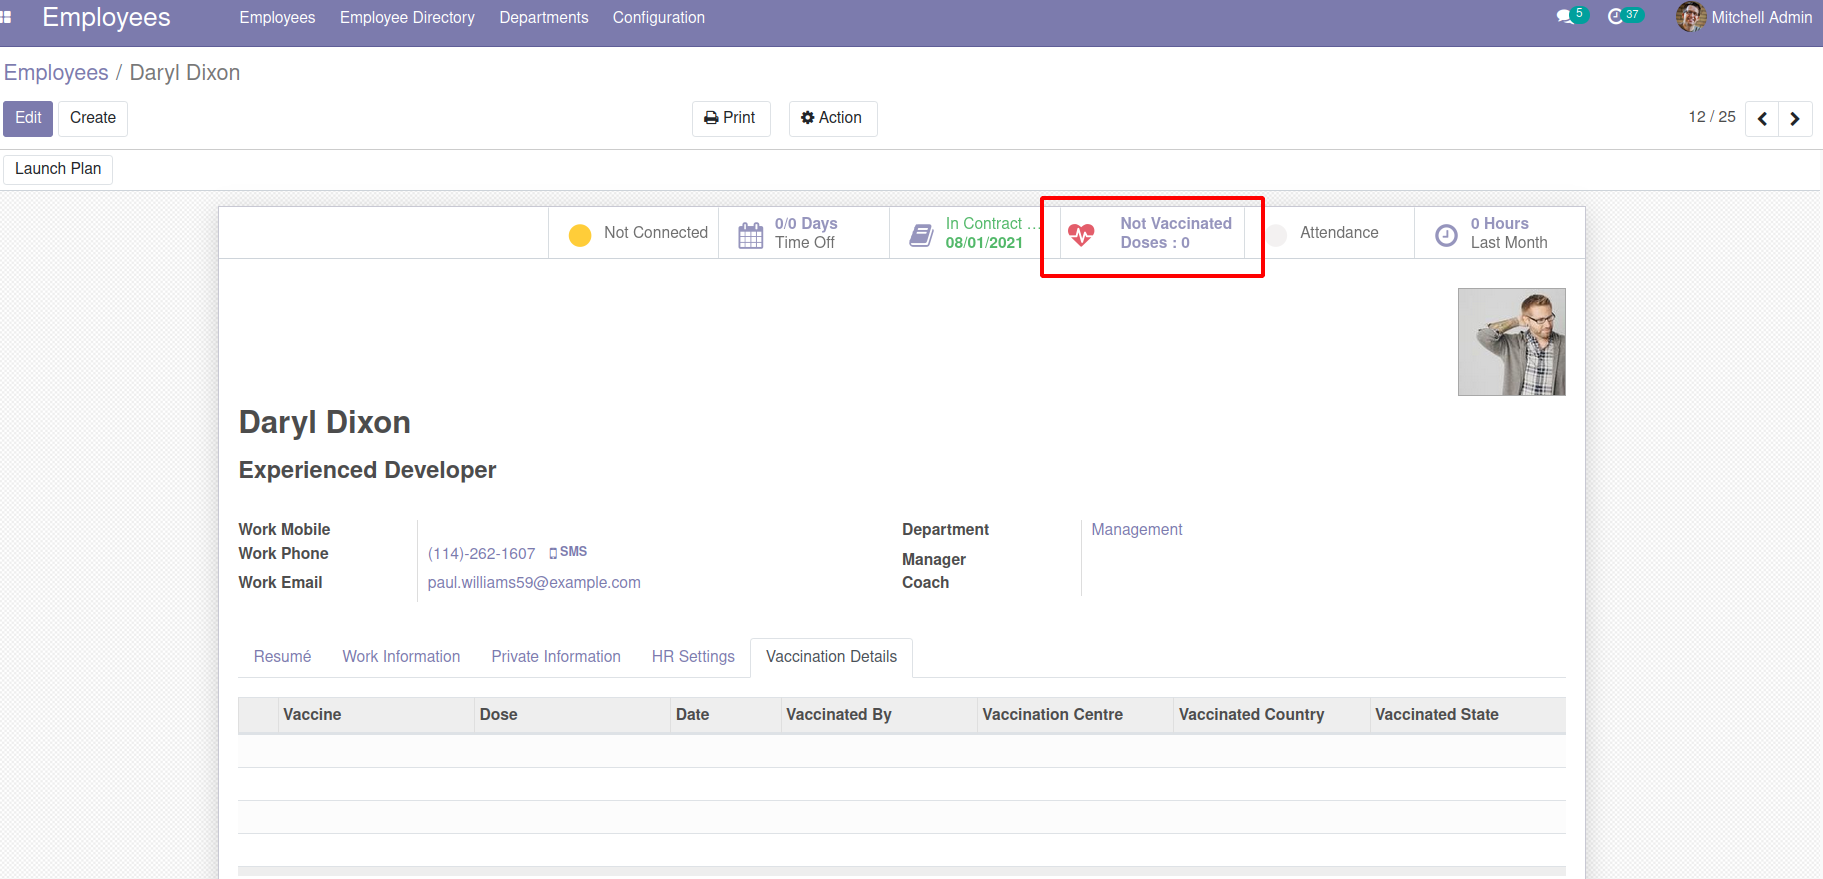 Employees Employees Employee Directory Departments Configuration 5 37 Mitchell Admin
Employees / Daryl Dixon
Edit Create Print Action 12 / 25
Launch Plan
Not Connected
0/0 Days
Time Off
In Contract ...
08/01/2021
Not Vaccinated
Doses : 0
Attendance
0 Hours
Last Month
Daryl Dixon
Experienced Developer
Work Mobile
Work Phone (114)-262-1607 SMS
Work Email paul.williams59@example.com
Department Management
Manager
Coach
Resumé Work Information Private Information HR Settings Vaccination Details
Vaccine Dose Date Vaccinated By Vaccination Centre Vaccinated Country Vaccinated State